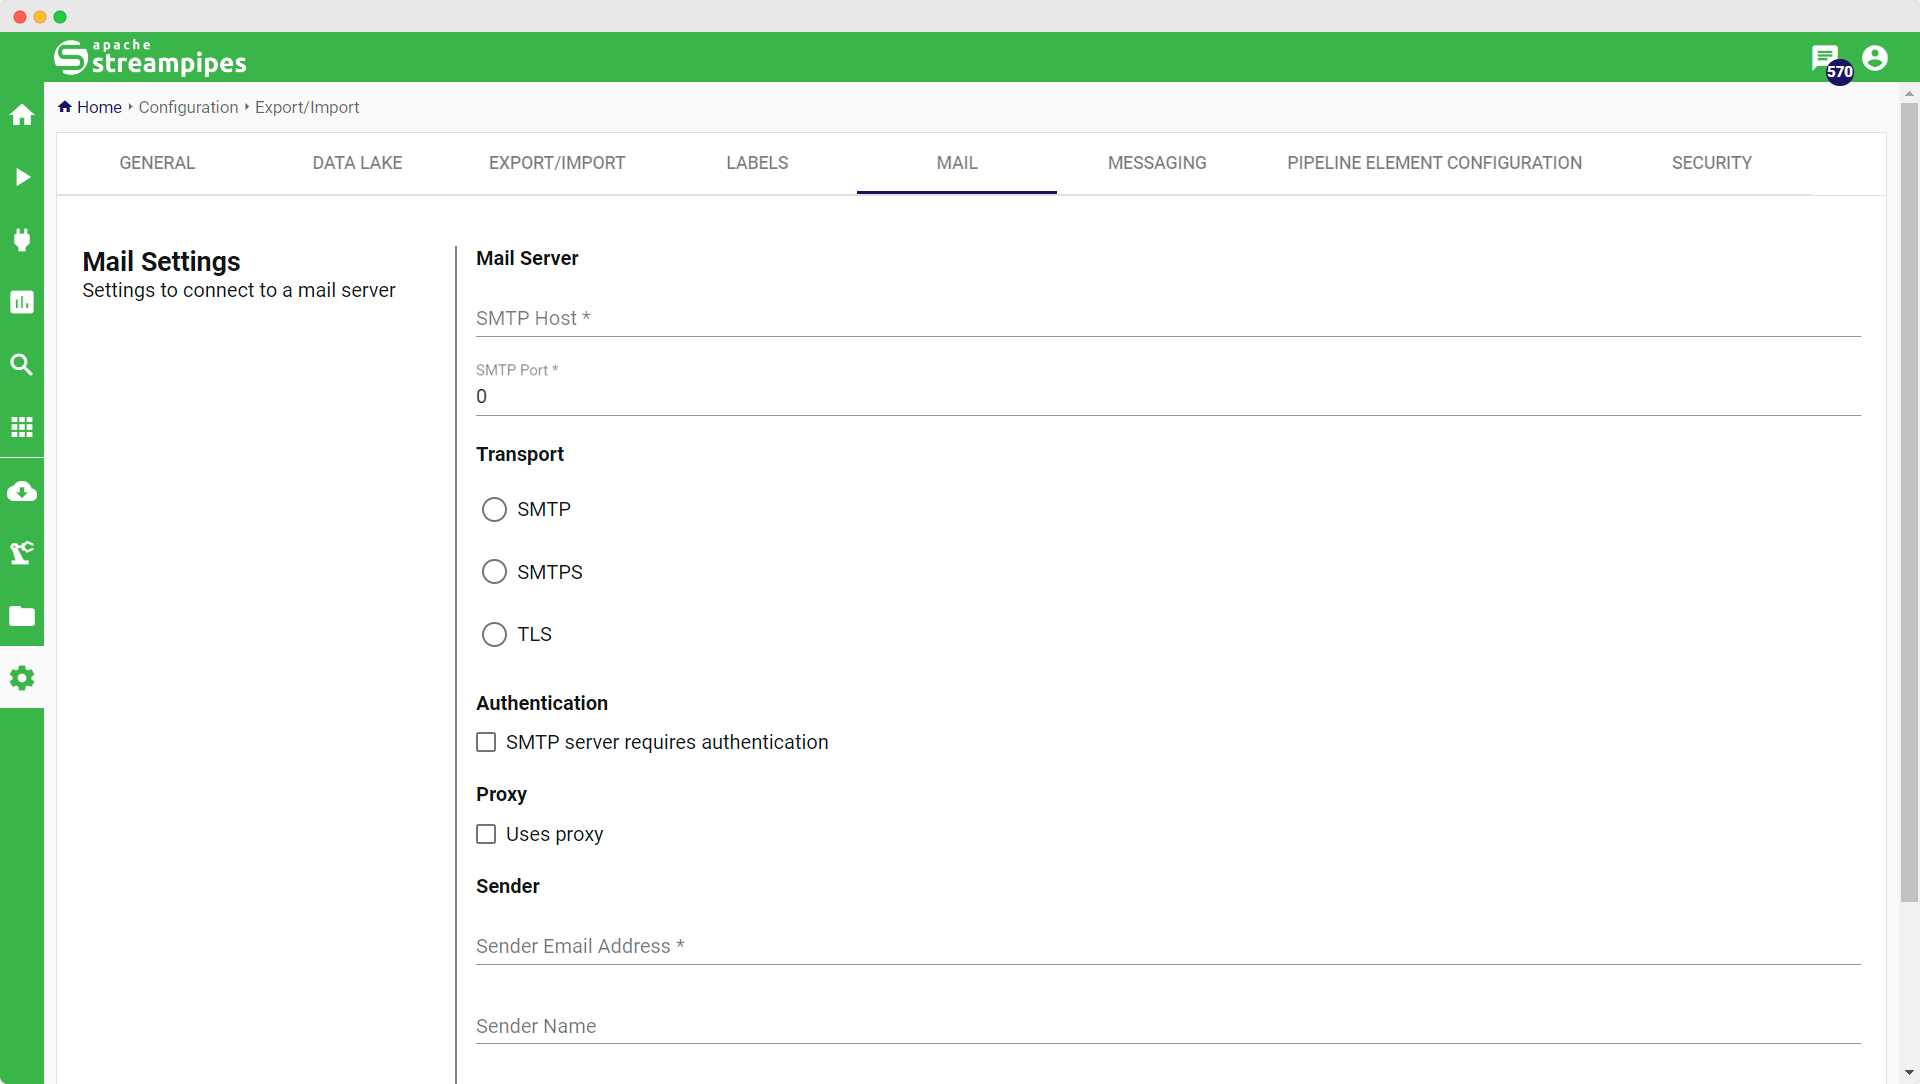 apache
streampipes
570
Home Configuration Export/Import
GENERAL DATA LAKE EXPORT/IMPORT LABELS MAIL MESSAGING PIPELINE ELEMENT CONFIGURATION SECURITY
Mail Settings
Settings to connect to a mail server
Mail Server
SMTP Host *
SMTP Port *
0
Transport
SMTP
SMTPS
TLS
Authentication
SMTP server requires authentication
Proxy
Uses proxy
Sender
Sender Email Address *
Sender Name